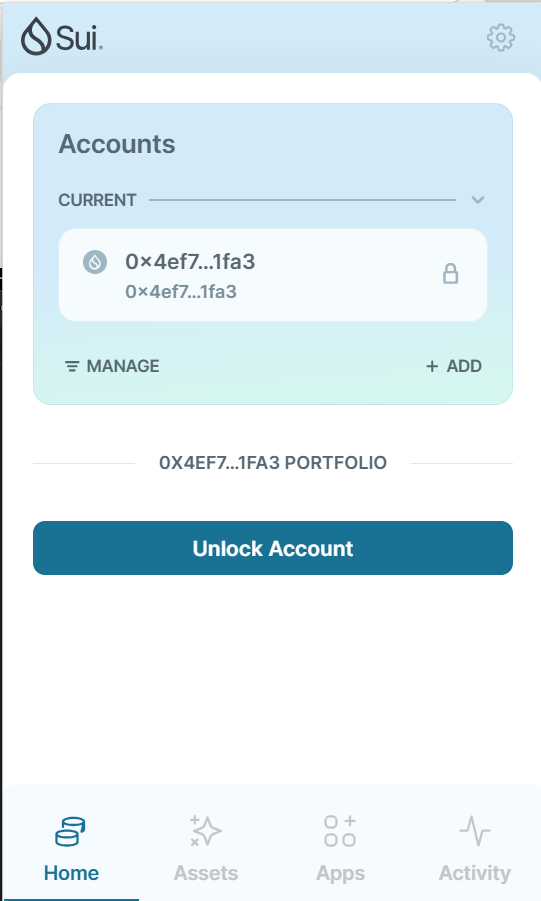 Sui
Accounts
CURRENT
0×4ef7...1fa3
0×4ef7...1fa3
MANAGE
+ ADD
0X4EF7...1FA3 PORTFOLIO
Unlock Account
Home
Assets
Apps
Activity